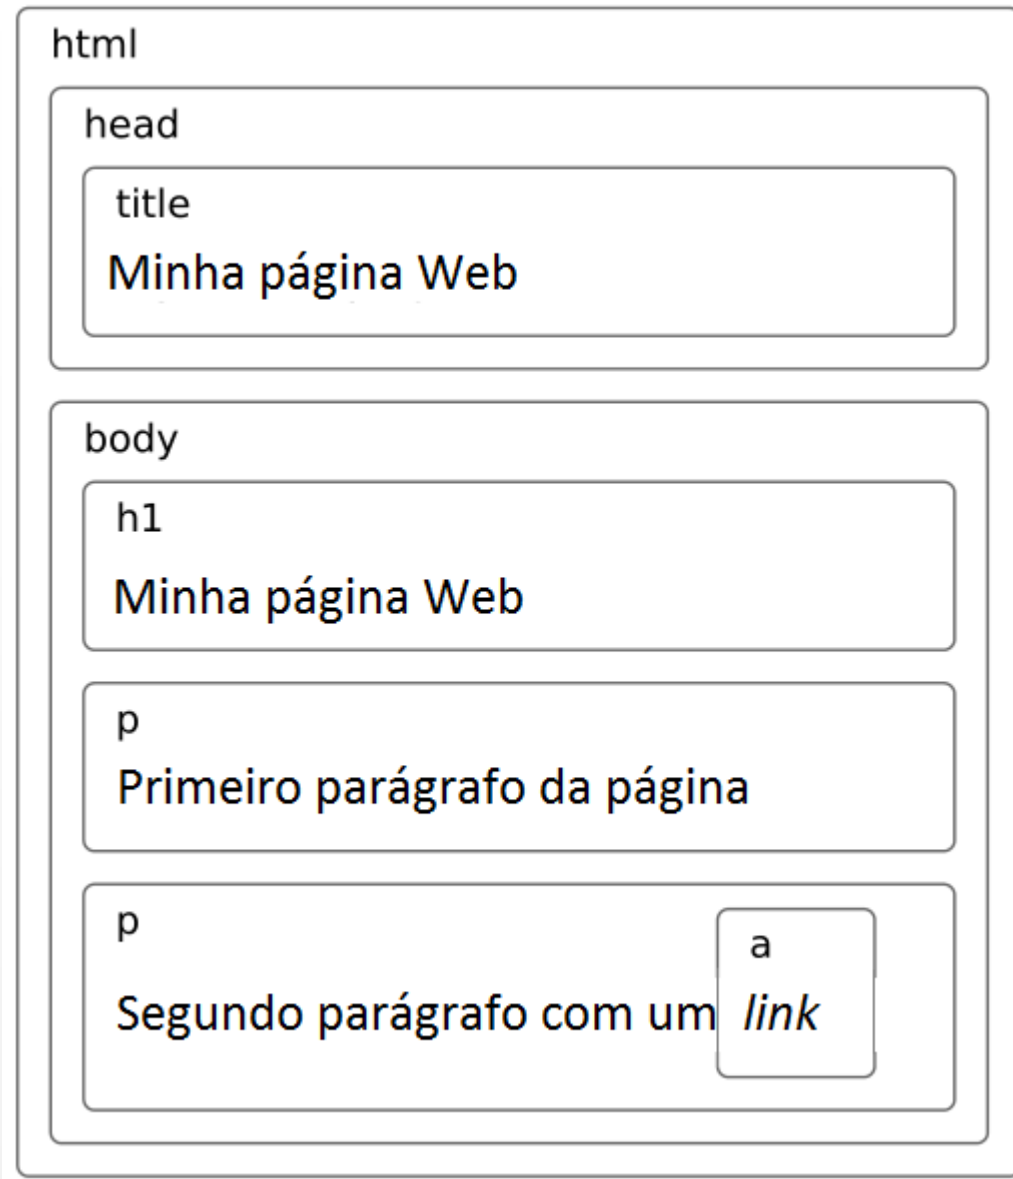 html
head
title
Minha página Web
body
h1
Minha página Web
p
Primeiro parágrafo da página
p
a
Segundo parágrafo com um link